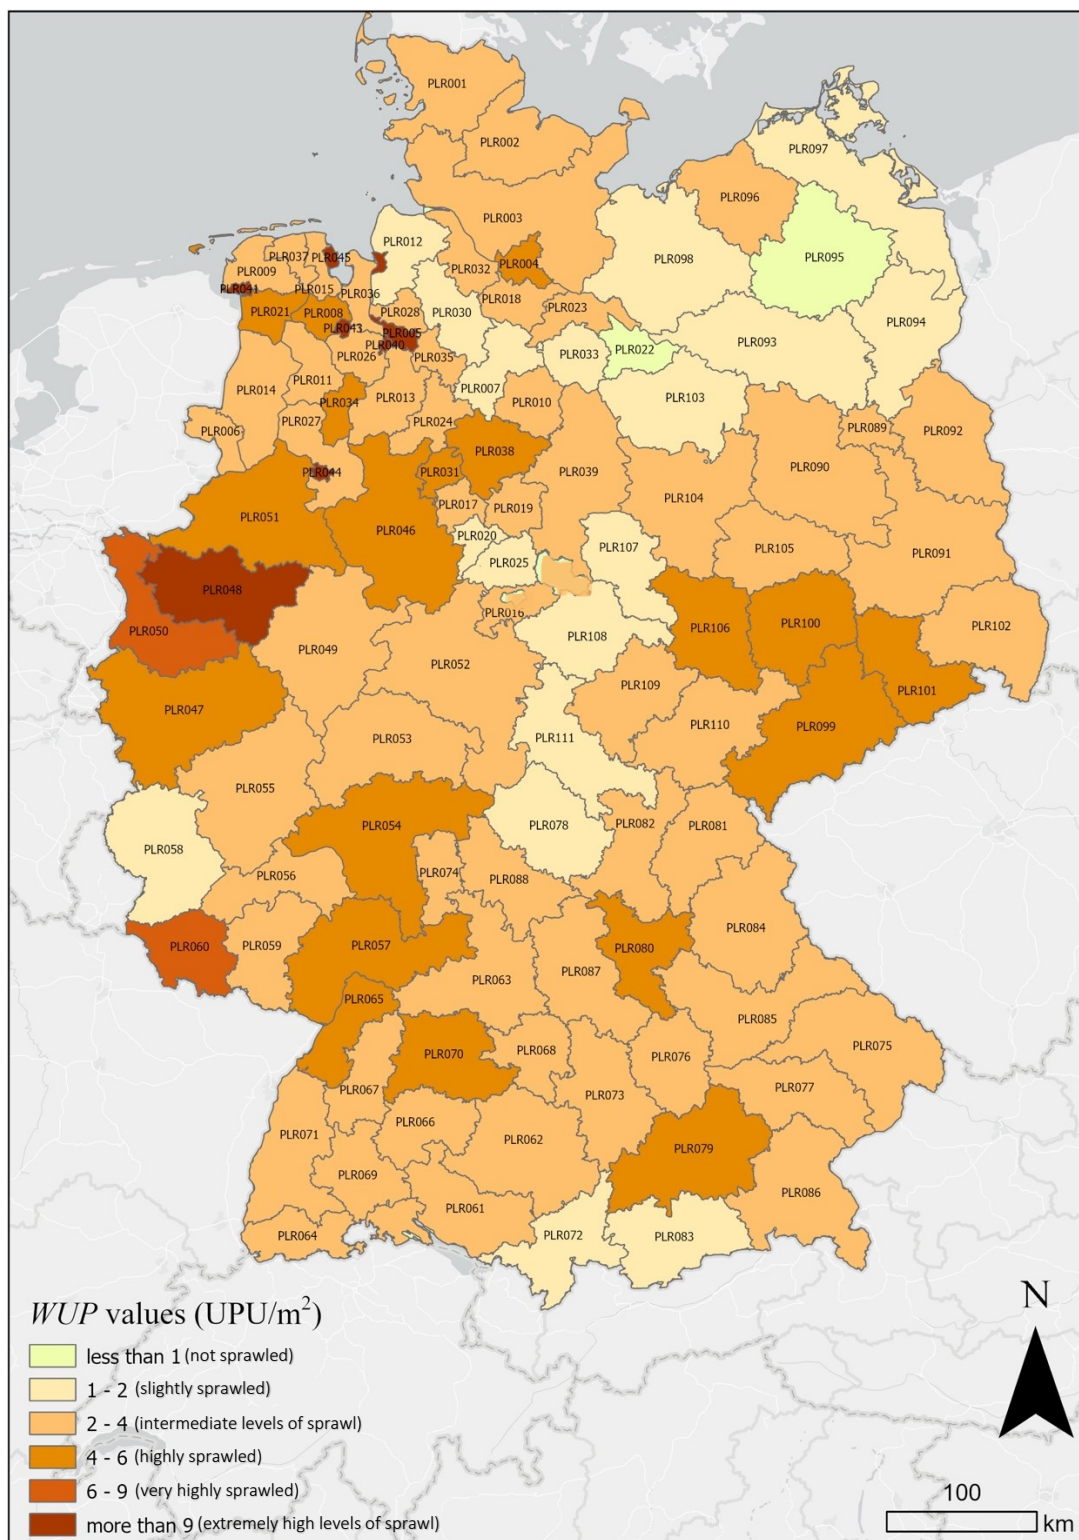 PLR001
PLR002
PLR097
PLR096
PLR003
PLR012
PLR037 PLR045
PLR098
PLR095
PLR009
PLR032
PLR004
PLR041
PLR015
PLR036
PLR018
PLR023
PLR021
PLR008
PLR028
PLR030
PLR094
PLR043
PLR005
PLR040
PLR093
PLR026
PLR035
PLR033
PLR022
PLR011
PLR014
PLR007
PLR013
PLR010
PLR103
PLR034
PLR027
PLR024
PLR006
PLR089
PLR092
PLR038
PLR090
PLR044
PLR031
PLR039
PLR104
PLR017
PLR019
PLR051
PLR046
PLR020
PLR107
PLR105
PLR091
PLR025
PLR048
PLR016
PLR050
PLR106
PLR100
PLR102
PLR108
PLR049
PLR052
PLR109
PLR101
PLR047
PLR110
PLR099
PLR053
PLR111
PLR055
PLR054
PLR078
PLR082
PLR081
PLR058
PLR056
PLR074
PLR088
PLR084
PLR060
PLR059
PLR057
PLR080
PLR087
PLR063
PLR065
PLR085
PLR070
PLR068
PLR076
PLR075
PLR067
PLR073
PLR077
PLR066
PLR071
PLR062
PLR079
PLR069
PLR086
PLR061
PLR064
PLR072
PLR083
WUP values (UPU/m²)
less than 1 (not sprawled)
1 - 2 (slightly sprawled)
2 - 4 (intermediate levels of sprawl)
4 - 6 (highly sprawled)
6 - 9 (very highly sprawled)
more than 9 (extremely high levels of sprawl)
N
100
km